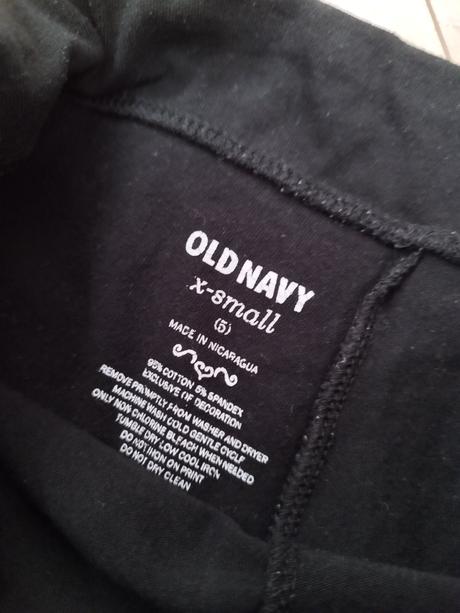 OLD NAVY
x-small
(5)
MADE IN NICARAGUA
95% COTTON 5% SPANDEX
EXCLUSIVE OF DECORATION
REMOVE PROMPTLY FROM WASHER AND DRYER
MACHINE WASH COLD GENTLE CYCLE
ONLY NON CHLORINE BLEACH WHEN NEEDED
TUMBLE DRY LOW COOL IRON
DO NOT IRON ON PRINT
DO NOT DRY CLEAN